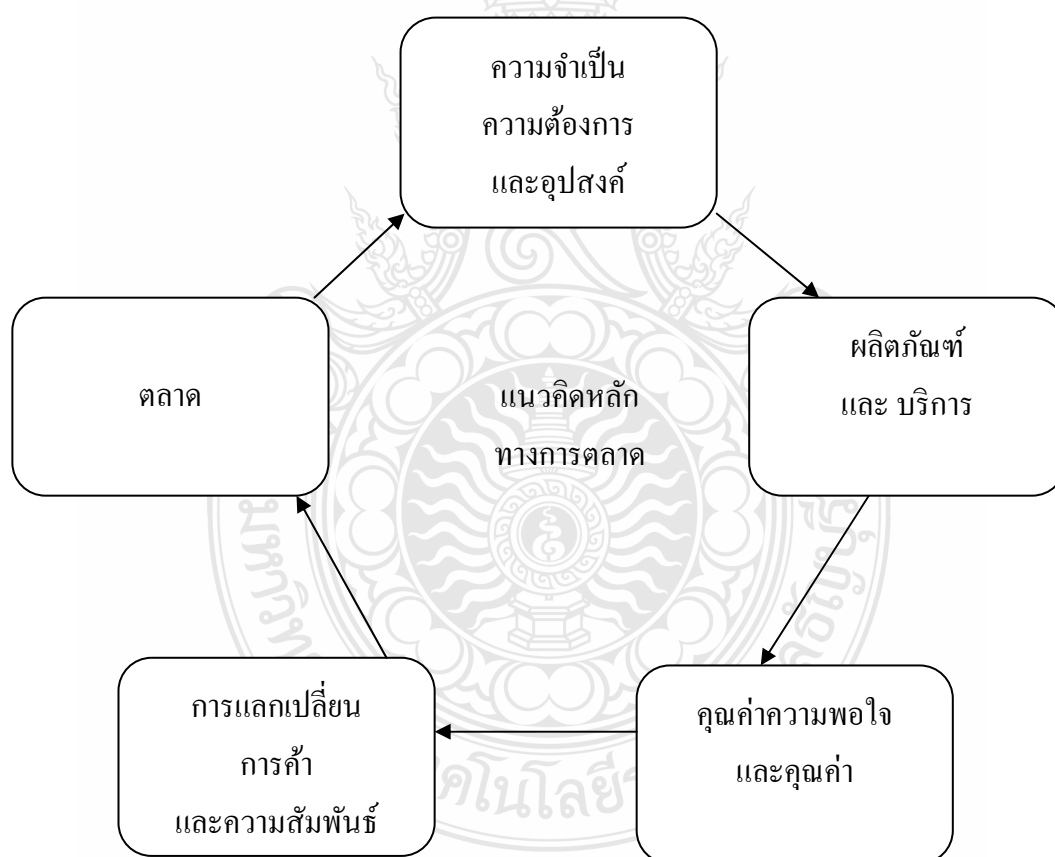 ความจำเป็น
ความต้องการ
และอุปสงค์
ผลิตภัณฑ์
และ บริการ
ตลาด
แนวคิดหลัก
ทางการตลาด
การแลกเปลี่ยน
การค้า
และความสัมพันธ์
คุณค่าความพอใจ
และคุณค่า